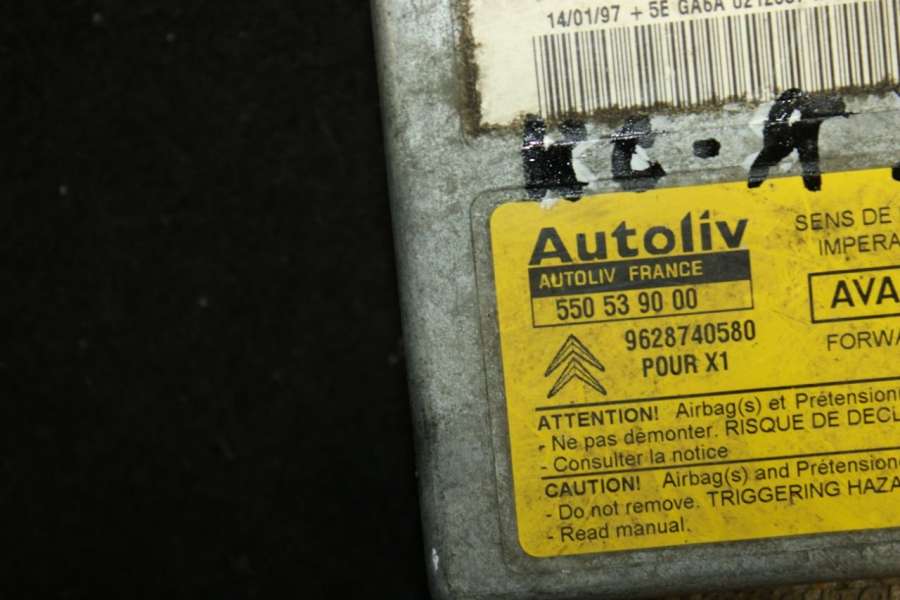 14/01/97 + 5E GA6A
Autoliv
AUTOLIV FRANCE
550 53 90 00
9628740580
POUR X1
SENS DE
IMPERA
AVA
FORWA
ATTENTION! Airbag(s) et Prétensionn
- Ne pas démonter. RISQUE DE DECL
- Consulter la notice
CAUTION! Airbag(s) and Prétension
- Do not remove. TRIGGERING HAZA
- Read manual.